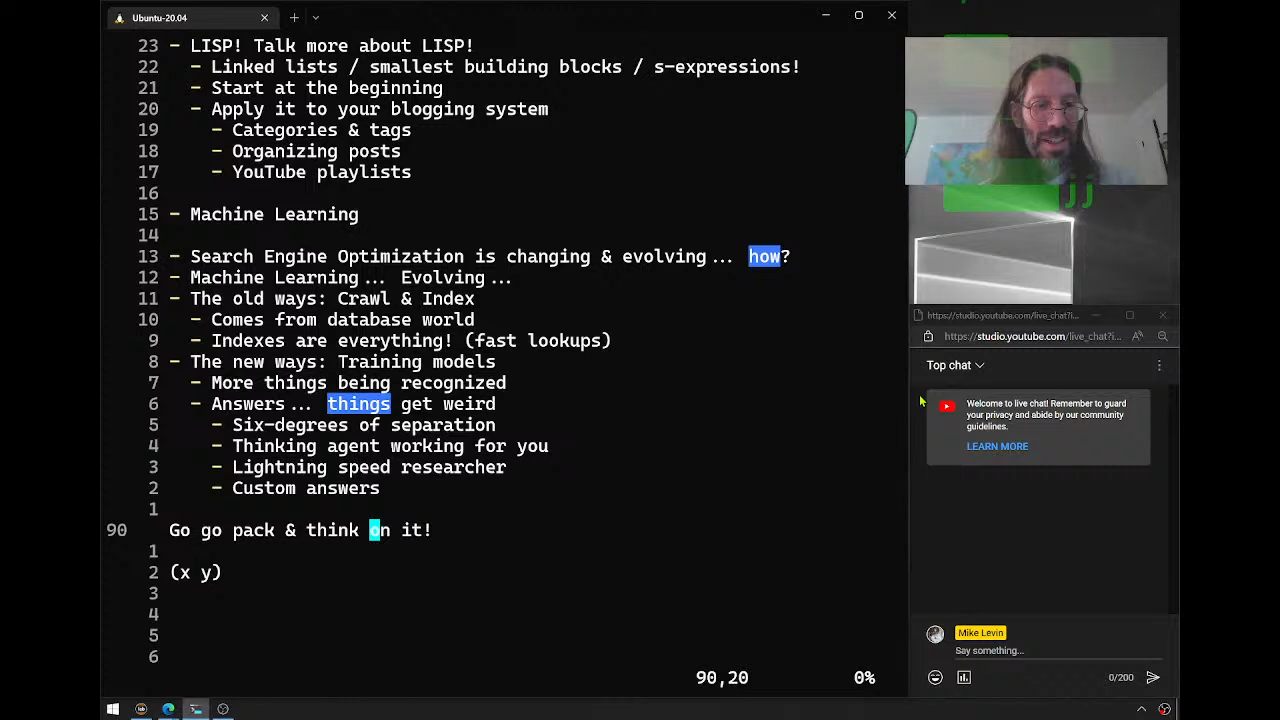 Ubuntu-20.04
23 - LISP! Talk more about LISP!
22 - Linked lists / smallest building blocks / s-expressions!
21 - Start at the beginning
20 - Apply it to your blogging system
19 - Categories & tags
18 - Organizing posts
17 - YouTube playlists
16
15 - Machine Learning
14
13 - Search Engine Optimization is changing & evolving... how?
12 - Machine Learning... Evolving...
11 - The old ways: Crawl & Index
10 - Comes from database world
9 - Indexes are everything! (fast lookups)
8 - The new ways: Training models
7 - More things being recognized
6 - Answers... things get weird
5 - Six-degrees of separation
4 - Thinking agent working for you
3 - Lightning speed researcher
2 - Custom answers
1
90 Go go pack & think on it!
1
2 (x y)
3
4
5
6
90,20 0%
jj
https://studio.youtube.com/live_chat?i...
https://studio.youtube.com/live_chat?i...
Top chat
Welcome to live chat! Remember to guard
your privacy and abide by our community
guidelines.
LEARN MORE
Mike Levin
Say something...
0/200